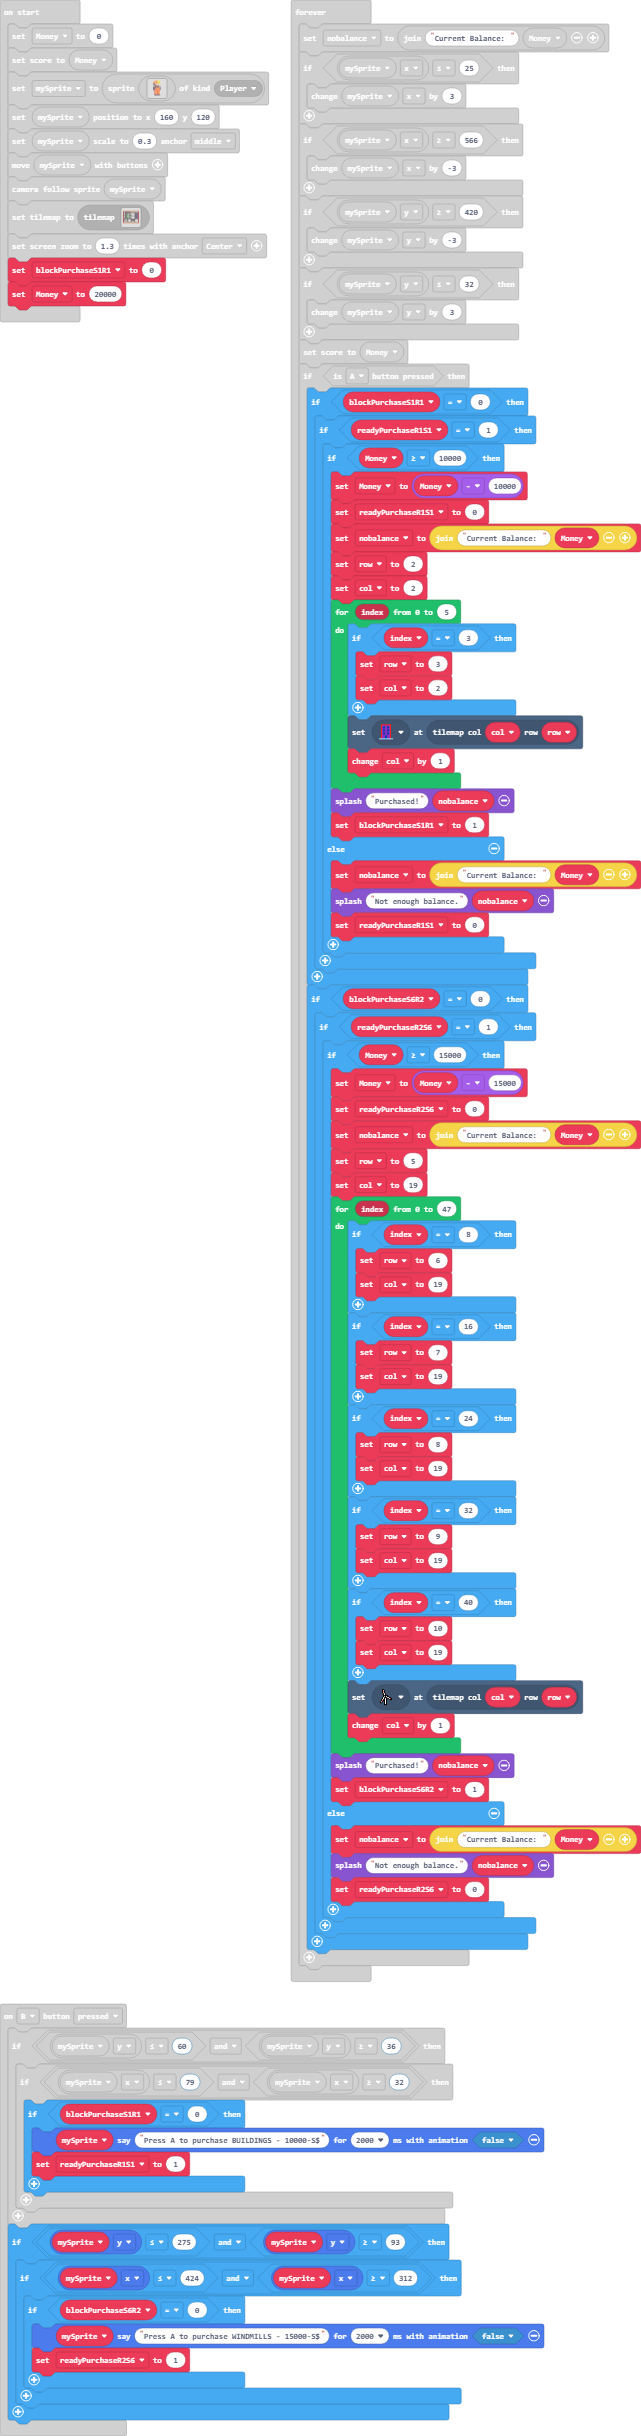 on start
set Money to 0
set score to Money
set mySprite to sprite of kind Player
set mySprite position to x 160 y 120
set mySprite scale to 0.3 anchor middle
move mySprite with buttons
camera follow sprite mySprite
set tilemap to tilemap
set screen zoom to 1.3 times with anchor Center
set blockPurchaseS1R1 to 0
set Money to 20000
forever
set nobalance to join "Current Balance: " Money
if mySprite x ≤ 25 then
change mySprite x by 3
if mySprite x ≥ 566 then
change mySprite x by -3
if mySprite y ≥ 420 then
change mySprite y by -3
if mySprite y ≤ 32 then
change mySprite y by 3
set score to Money
if is A button pressed then
if blockPurchaseS1R1 = 0 then
if readyPurchaseR1S1 = 1 then
if Money ≥ 10000 then
set Money to Money - 10000
set readyPurchaseR1S1 to 0
set nobalance to join "Current Balance: " Money
set row to 2
set col to 2
for index from 0 to 5
do
if index = 3 then
set row to 3
set col to 2
set at tilemap col col row row
change col by 1
splash "Purchased!" nobalance
set blockPurchaseS1R1 to 1
else
set nobalance to join "Current Balance: " Money
splash "Not enough balance." nobalance
set readyPurchaseR1S1 to 0
if blockPurchaseS6R2 = 0 then
if readyPurchaseR2S6 = 1 then
if Money ≥ 15000 then
set Money to Money - 15000
set readyPurchaseR2S6 to 0
set nobalance to join "Current Balance: " Money
set row to 5
set col to 19
for index from 0 to 47
do
if index = 8 then
set row to 6
set col to 19
if index = 16 then
set row to 7
set col to 19
if index = 24 then
set row to 8
set col to 19
if index = 32 then
set row to 9
set col to 19
if index = 40 then
set row to 10
set col to 19
set at tilemap col col row row
change col by 1
splash "Purchased!" nobalance
set blockPurchaseS6R2 to 1
else
set nobalance to join "Current Balance: " Money
splash "Not enough balance." nobalance
set readyPurchaseR2S6 to 0
on B button pressed
if mySprite y ≤ 60 and mySprite y ≥ 36 then
if mySprite x ≤ 79 and mySprite x ≥ 32 then
if blockPurchaseS1R1 = 0 then
mySprite say "Press A to purchase BUILDINGS - 10000-S$" for 2000 ms with animation false
set readyPurchaseR1S1 to 1
if mySprite y ≤ 275 and mySprite y ≥ 93 then
if mySprite x ≤ 424 and mySprite x ≥ 312 then
if blockPurchaseS6R2 = 0 then
mySprite say "Press A to purchase WINDMILLS - 15000-S$" for 2000 ms with animation false
set readyPurchaseR2S6 to 1